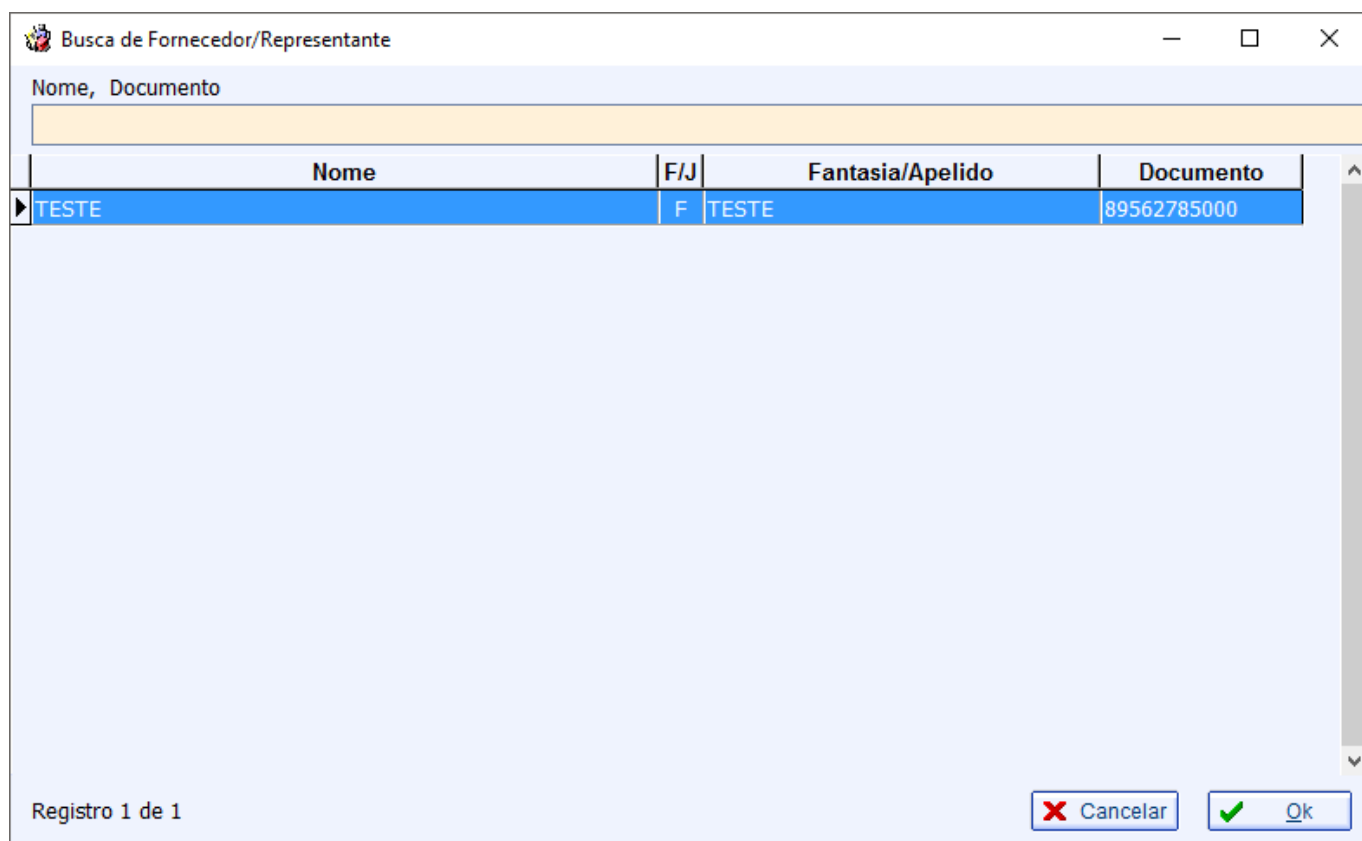 Busca de Fornecedor/Representante
Nome, Documento
Nome F/J Fantasia/Apelido Documento
TESTE F TESTE 89562785000
Registro 1 de 1 Cancelar Ok